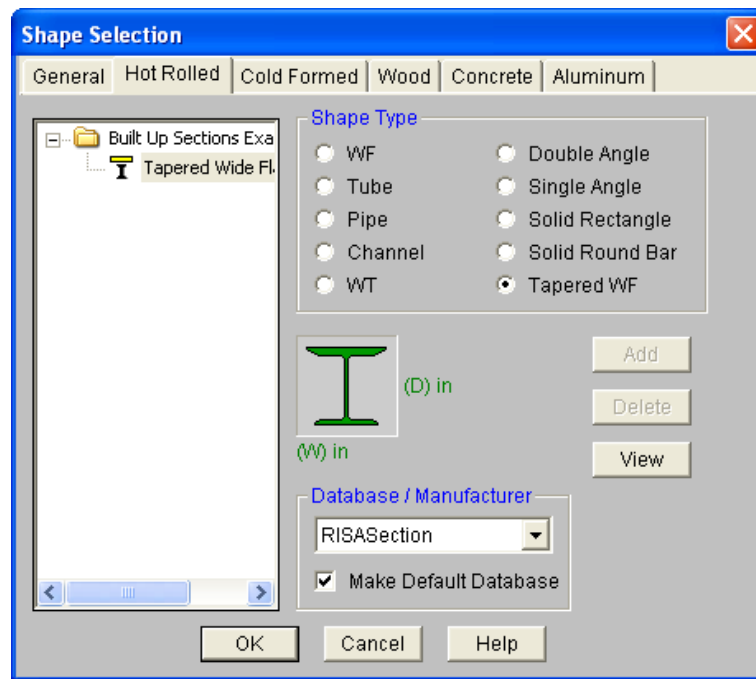 Shape Selection
General Hot Rolled Cold Formed Wood Concrete Aluminum
Built Up Sections Exa
Tapered Wide Fl
Shape Type
WF
Tube
Pipe
Channel
WT
Double Angle
Single Angle
Solid Rectangle
Solid Round Bar
Tapered WF
(D) in
(W) in
Add
Delete
View
Database / Manufacturer
RISASection
Make Default Database
OK Cancel Help